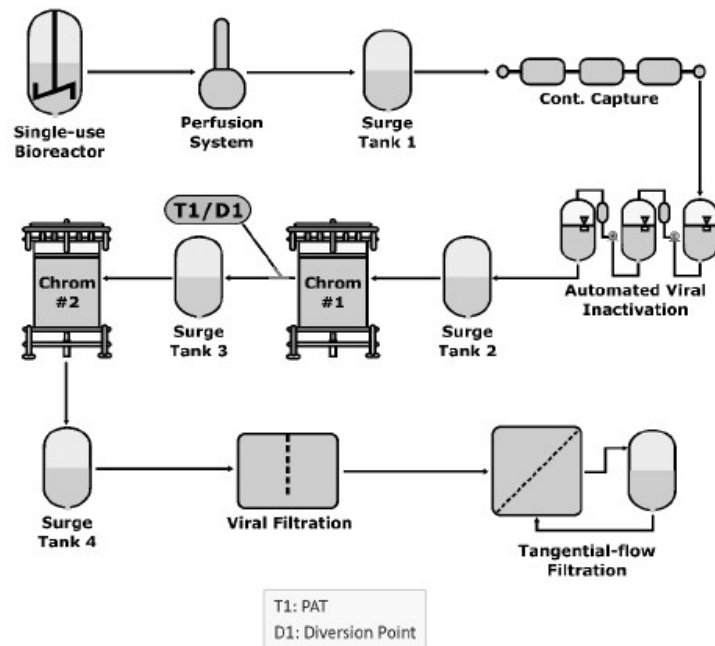 Single-use
Bioreactor
Perfusion
System
Surge
Tank 1
Cont. Capture
T1/D1
Chrom
#2
Surge
Tank 3
Chrom
#1
Surge
Tank 2
Automated Viral
Inactivation
Surge
Tank 4
Viral Filtration
Tangential-flow
Filtration
T1: PAT
D1: Diversion Point